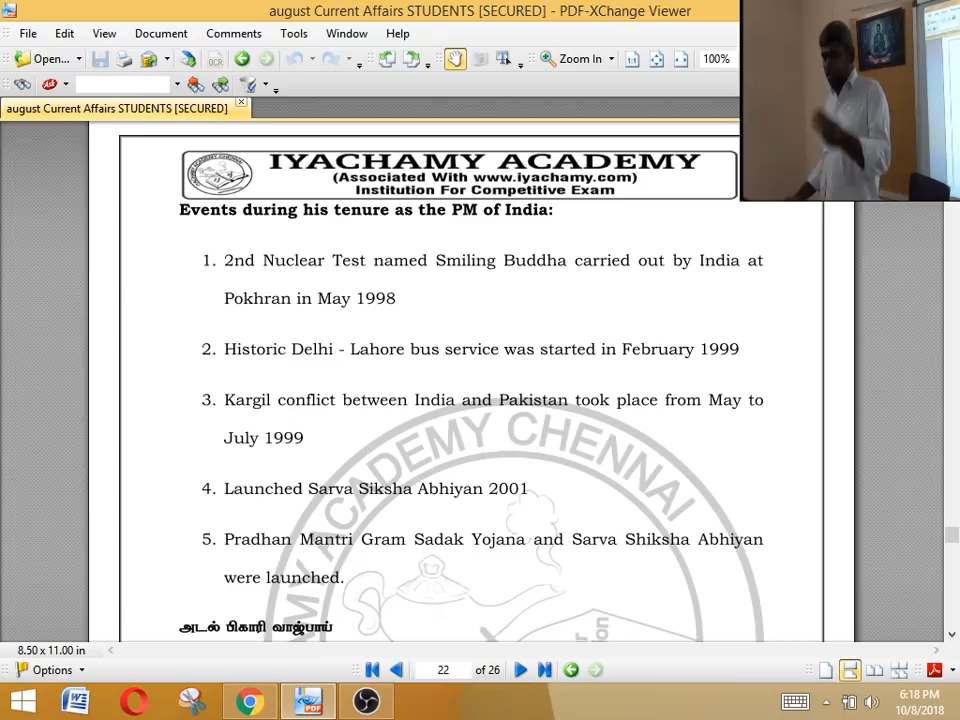 august Current Affairs STUDENTS [SECURED] - PDF-XChange Viewer
File Edit View Document Comments Tools Window Help
Open... OCR Zoom In 1:1 100%
august Current Affairs STUDENTS [SECURED]
IYACHAMY ACADEMY
(Associated With www.iyachamy.com)
Institution For Competitive Exam
Events during his tenure as the PM of India:
1. 2nd Nuclear Test named Smiling Buddha carried out by India at
Pokhran in May 1998
2. Historic Delhi - Lahore bus service was started in February 1999
3. Kargil conflict between India and Pakistan took place from May to
July 1999
4. Launched Sarva Siksha Abhiyan 2001
5. Pradhan Mantri Gram Sadak Yojana and Sarva Shiksha Abhiyan
were launched.
அடல் பிகாரி வாஜ்பாய்
ACADEMY CHENNAI
8.50 x 11.00 in
Options 22 of 26
PDF
6:18 PM
10/8/2018